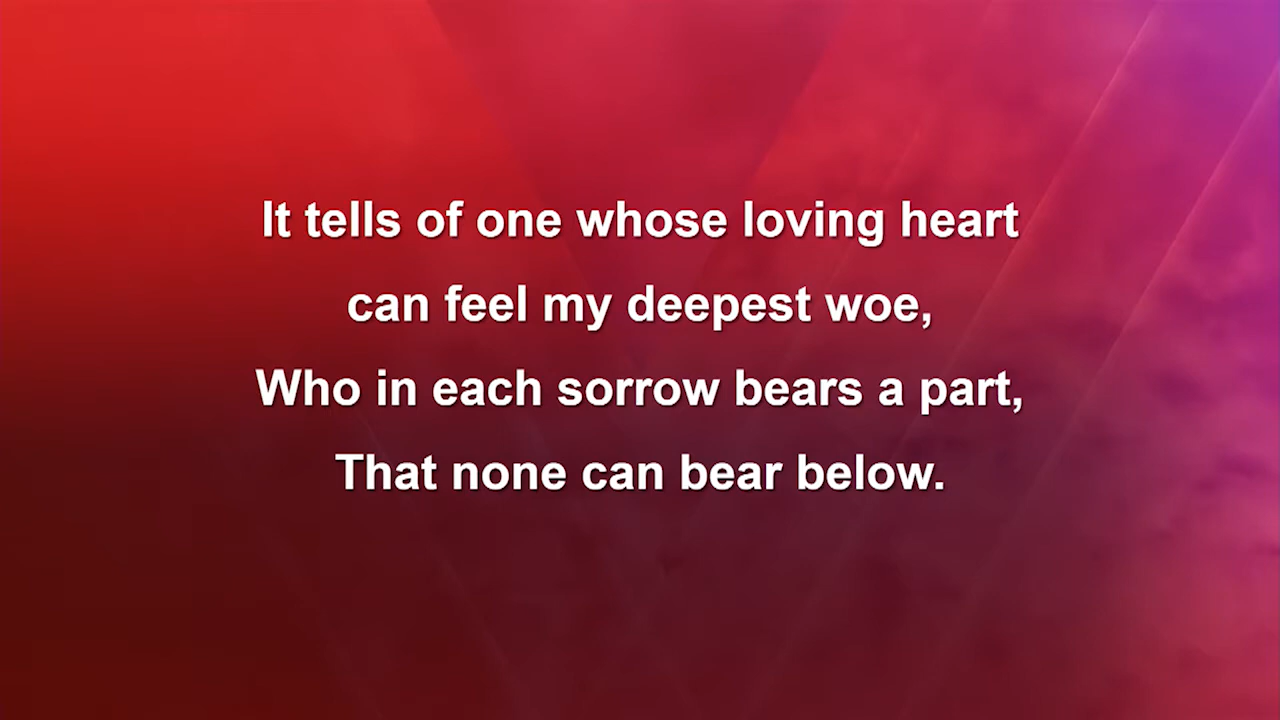 It tells of one whose loving heart
can feel my deepest woe,
Who in each sorrow bears a part,
That none can bear below.